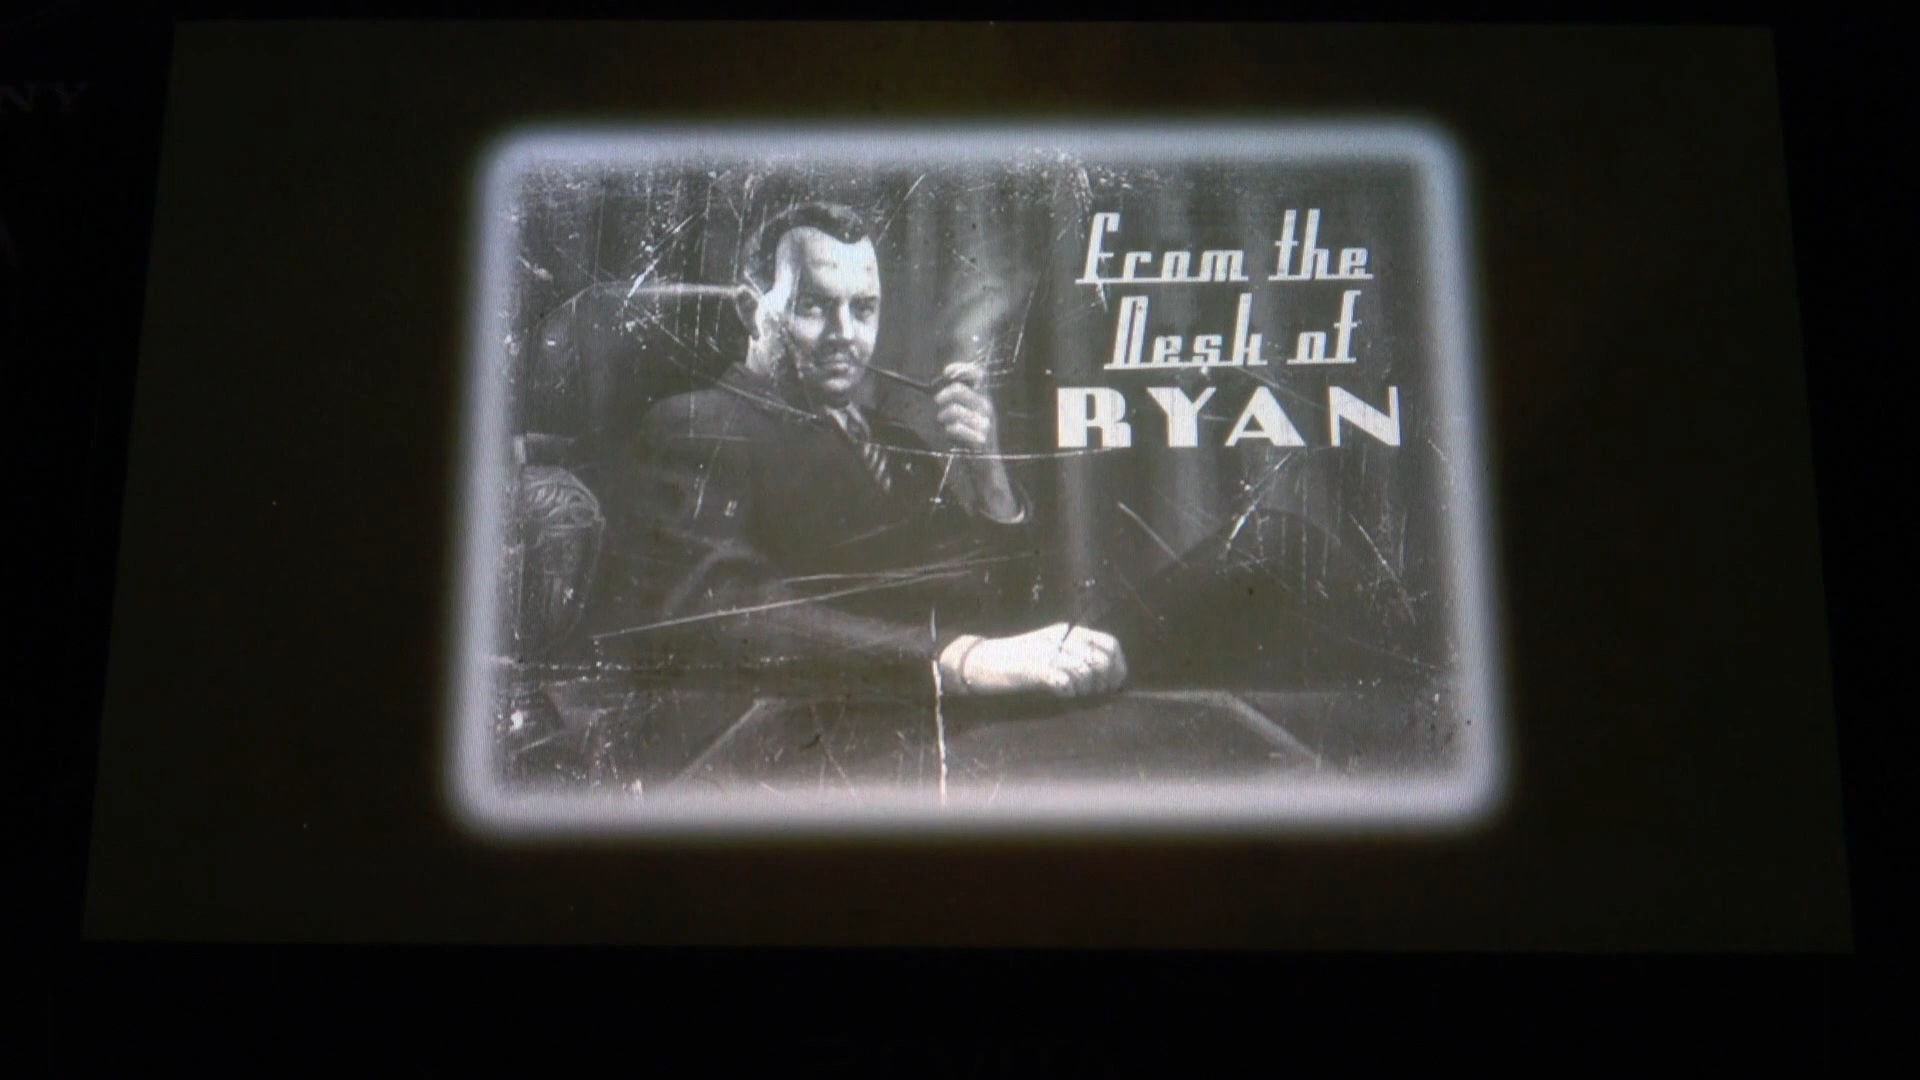 From the
Desk of
RYAN